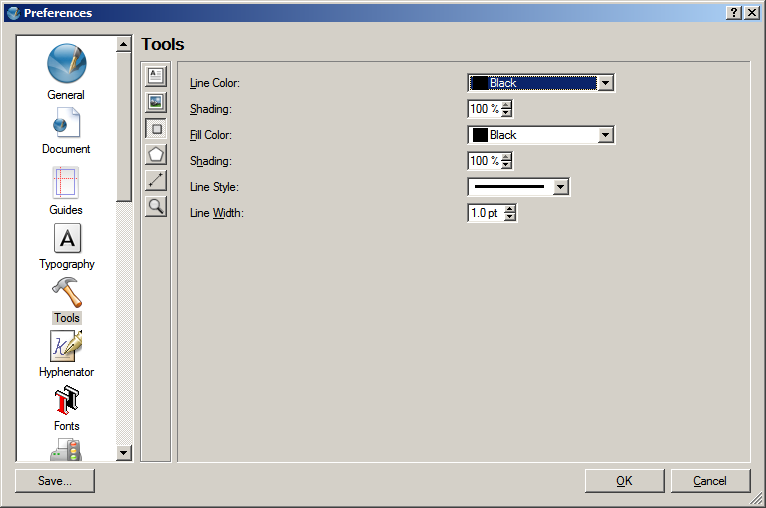 Preferences
Tools
General
Document
Guides
Typography
Tools
Hyphenator
Fonts
Line Color: Black
Shading: 100 %
Fill Color: Black
Shading: 100 %
Line Style:
Line Width: 1.0 pt
Save... OK Cancel